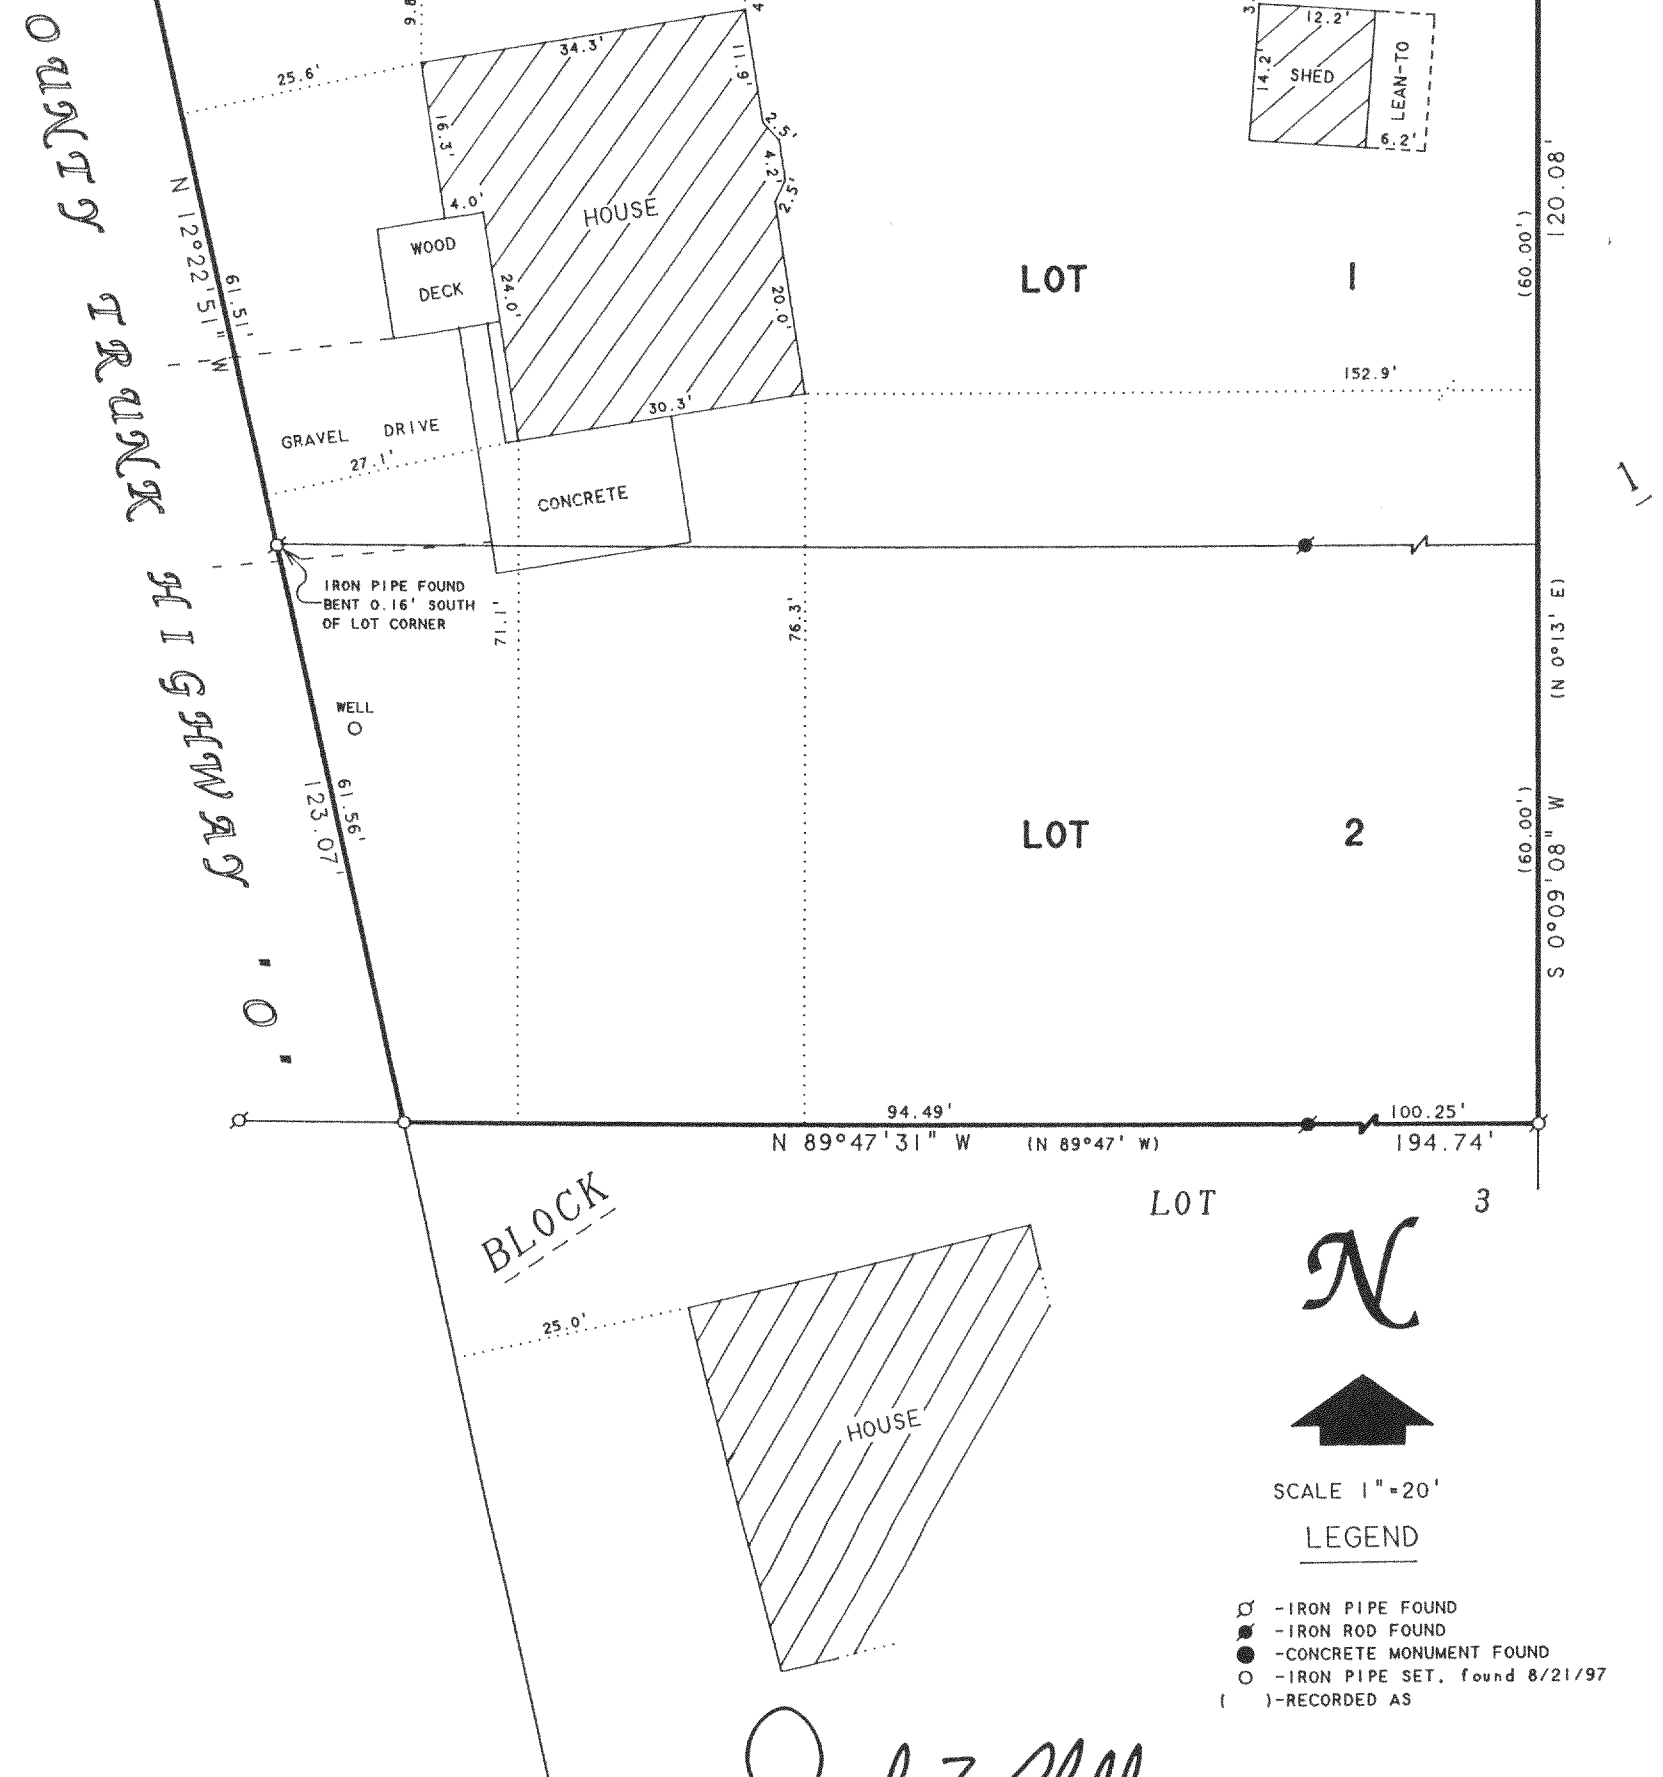 OUNTY TRUNK HIGHWAY "O"
9.8
4
3.
34.3'
12.2'
25.6'
11.9'
14.2'
SHED
LEAN-TO
6.2'
16.3'
2.5'
4.2'
2.5'
4.0'
HOUSE
WOOD
DECK
24.0'
20.0'
N 12°22'51" W
61.51'
LOT 1
(60.00')
120.08'
152.9'
30.3'
GRAVEL DRIVE
27.1'
CONCRETE
1
IRON PIPE FOUND
BENT 0.16' SOUTH
OF LOT CORNER
71.1'
76.3'
(N 0°13' E)
WELL
61.56'
123.07'
LOT 2
(60.00')
S 0°09'08" W
94.49'
100.25'
N 89°47'31" W (N 89°47' W)
194.74'
BLOCK
LOT 3
N
25.0'
HOUSE
SCALE 1"=20'
LEGEND
-IRON PIPE FOUND
-IRON ROD FOUND
-CONCRETE MONUMENT FOUND
-IRON PIPE SET, found 8/21/97
( )-RECORDED AS